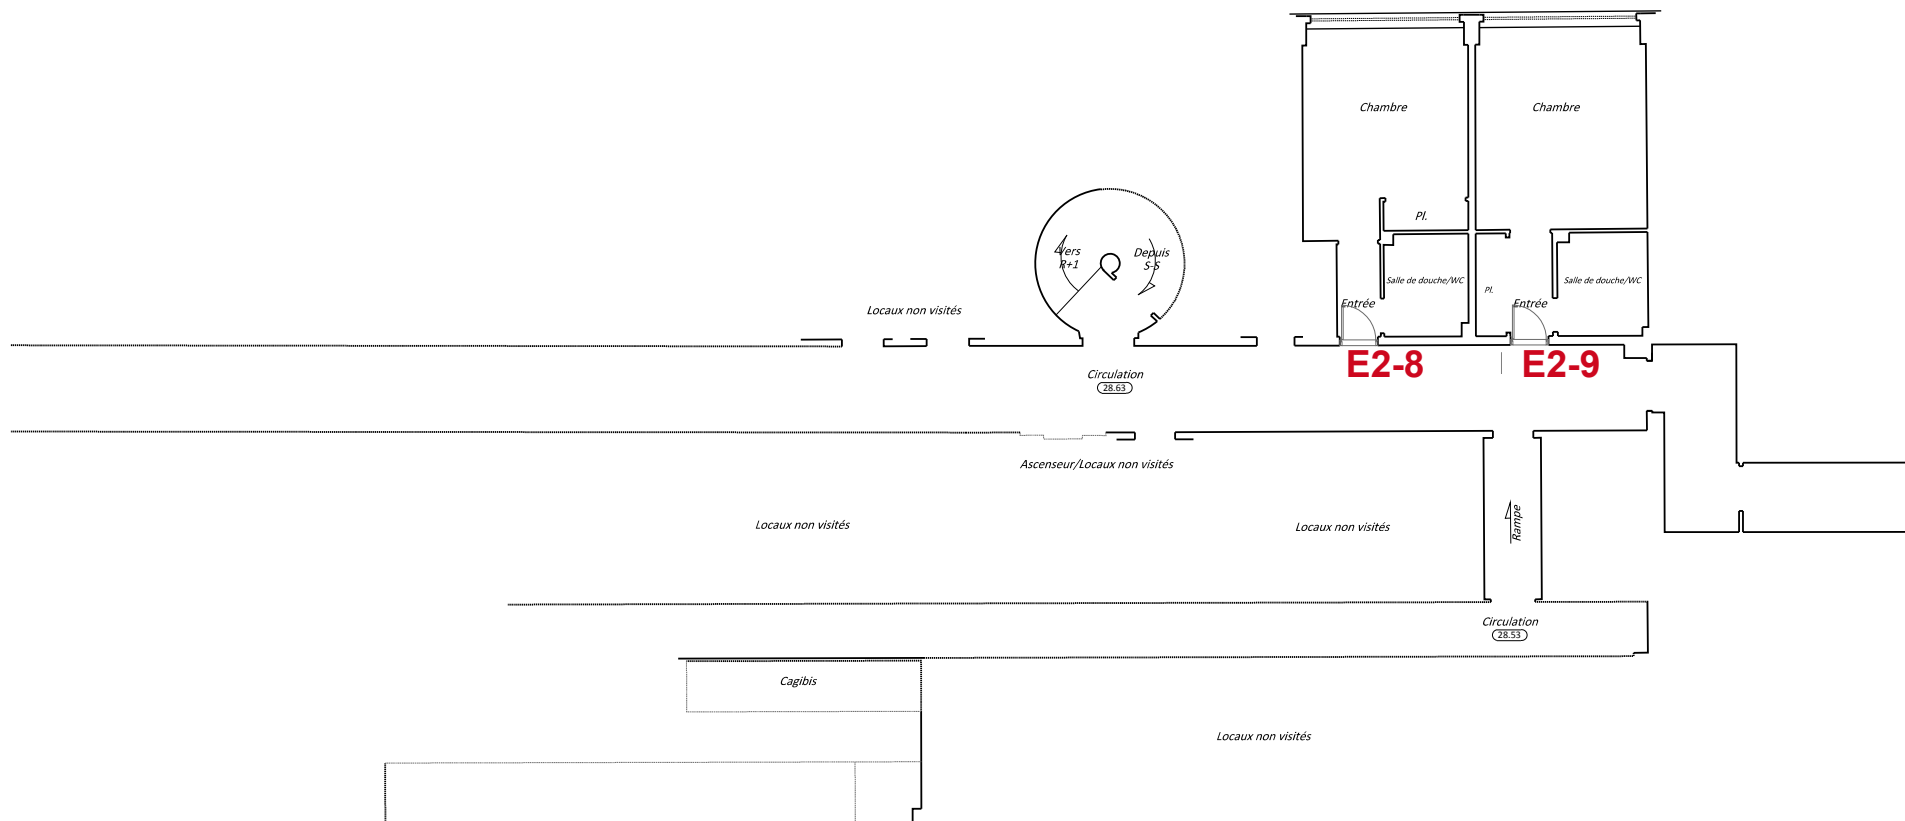 Chambre
Chambre
Pl.
Vers
R+1
Depuis
S-S
Salle de douche/WC
Pl.
Salle de douche/WC
Entrée
Entrée
Locaux non visités
E2-8
E2-9
Circulation
28.63
Ascenseur/Locaux non visités
Locaux non visités
Locaux non visités
Rampe
Circulation
28.53
Cagibis
Locaux non visités